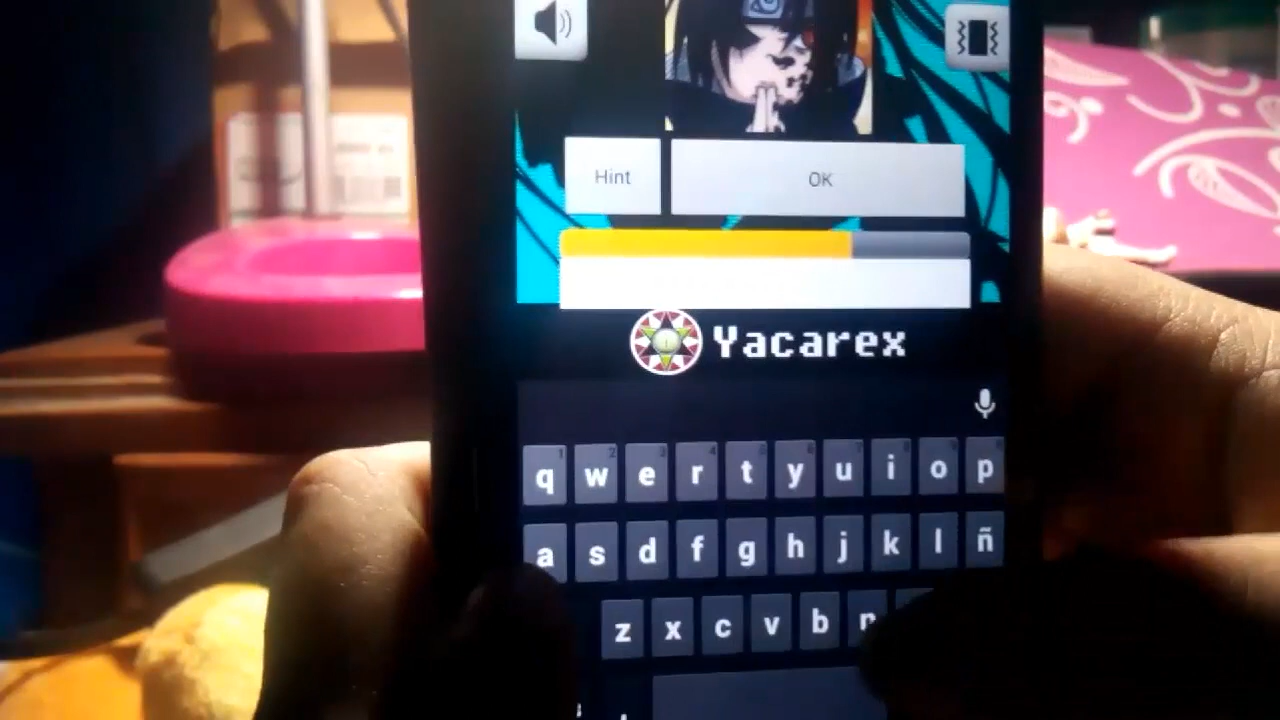 Hint OK
Yacarex
q w e r t y u i o p
a s d f g h j k l ñ
z x c v b